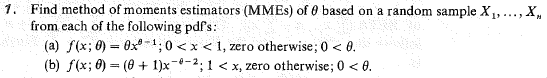 1. Find method of moments estimators (MMEs) of θ based on a random sample X₁, ..., Xₙ
from each of the following pdf's:
(a) f(x; θ) = θx^{θ-1}; 0 < x < 1, zero otherwise; 0 < θ.
(b) f(x; θ) = (θ + 1)x^{-θ-2}; 1 < x, zero otherwise; 0 < θ.